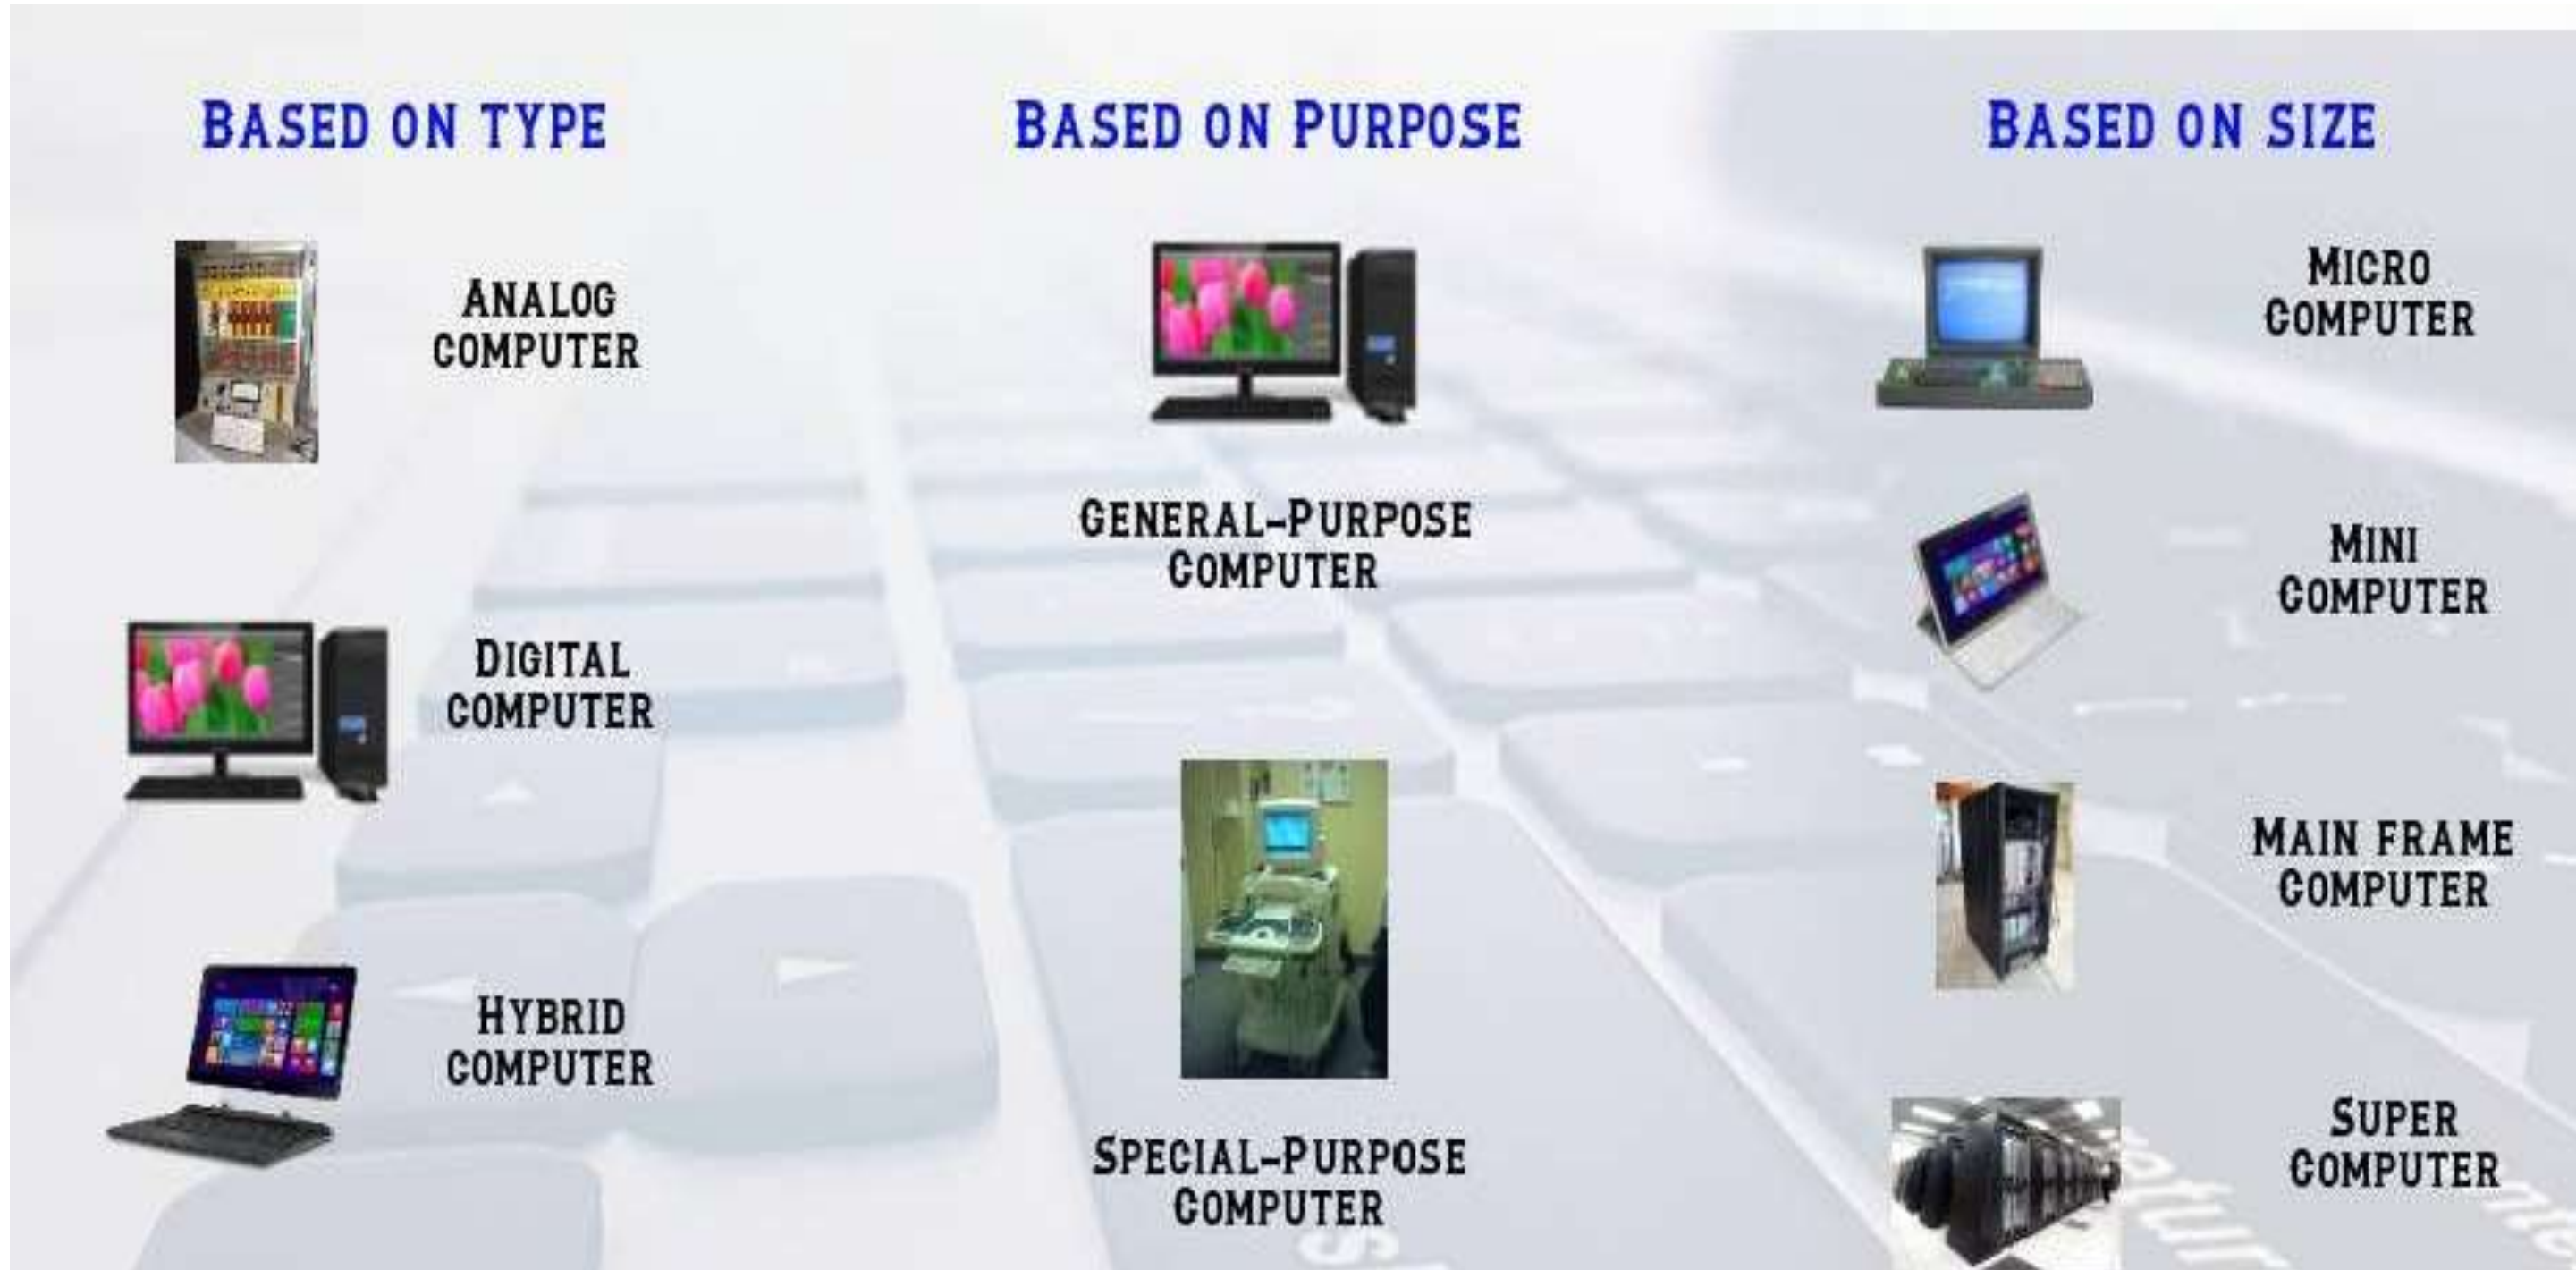 BASED ON TYPE
ANALOG
COMPUTER
DIGITAL
COMPUTER
HYBRID
COMPUTER
BASED ON PURPOSE
GENERAL-PURPOSE
COMPUTER
SPECIAL-PURPOSE
COMPUTER
BASED ON SIZE
MICRO
COMPUTER
MINI
COMPUTER
MAIN FRAME
COMPUTER
SUPER
COMPUTER